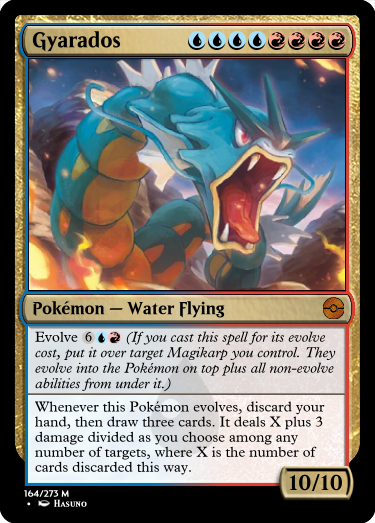 Gyarados
Pokémon — Water Flying
Evolve 6 (If you cast this spell for its evolve
cost, put it over target Magikarp you control. They
evolve into the Pokémon on top plus all non-evolve
abilities from under it.)
Whenever this Pokémon evolves, discard your
hand, then draw three cards. It deals X plus 3
damage divided as you choose among any
number of targets, where X is the number of
cards discarded this way.
10/10
164/273 M
• Hasuno